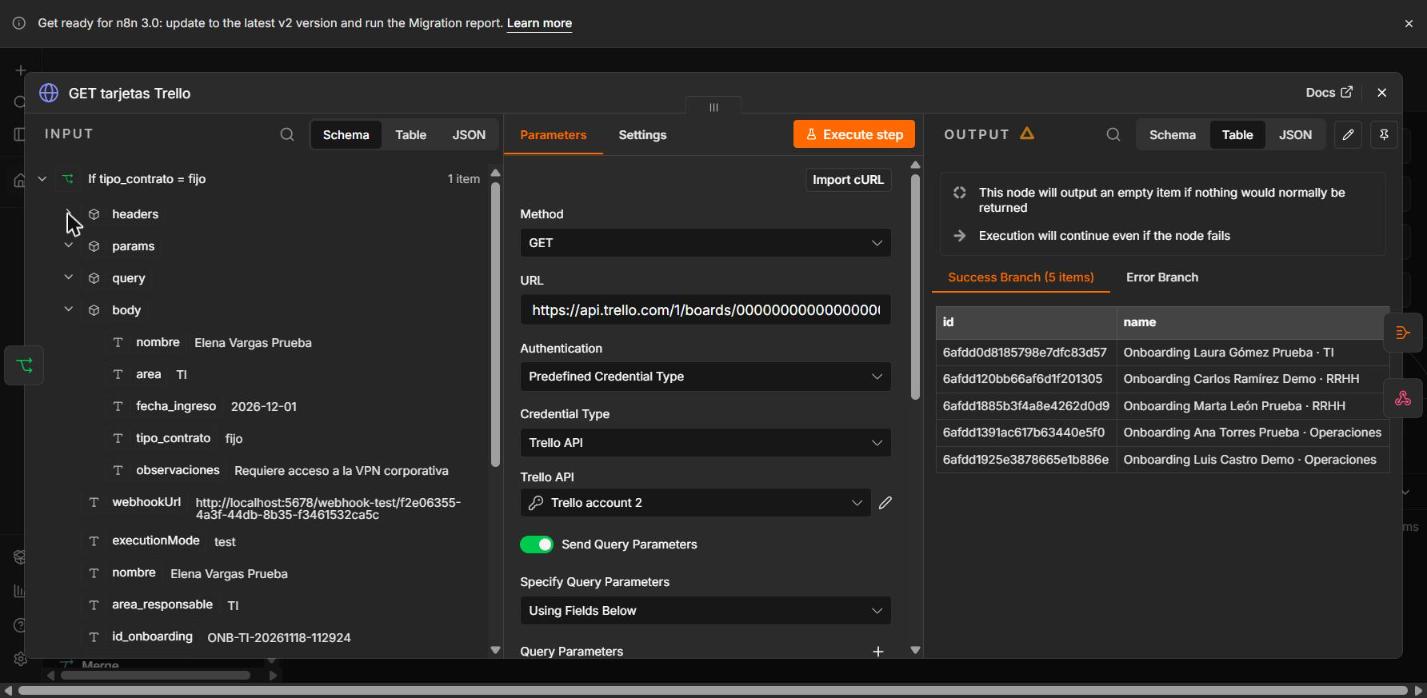 Get ready for n8n 3.0: update to the latest v2 version and run the Migration report. Learn more
GET tarjetas Trello
Docs
INPUT
Schema
Table
JSON
If tipo_contrato = fijo
1 item
headers
params
query
body
nombre Elena Vargas Prueba
area TI
fecha_ingreso 2026-12-01
tipo_contrato fijo
observaciones Requiere acceso a la VPN corporativa
webhookUrl http://localhost:5678/webhook-test/f2e06355-
4a3f-44db-8b35-f3461532ca5c
executionMode test
nombre Elena Vargas Prueba
area_responsable TI
id_onboarding ONB-TI-20261118-112924
Merge
Parameters
Settings
Execute step
Import cURL
Method
GET
URL
https://api.trello.com/1/boards/0000000000000000
Authentication
Predefined Credential Type
Credential Type
Trello API
Trello API
Trello account 2
Send Query Parameters
Specify Query Parameters
Using Fields Below
Query Parameters
OUTPUT
Schema
Table
JSON
This node will output an empty item if nothing would normally be
returned
Execution will continue even if the node fails
Success Branch (5 items)
Error Branch
id name
6afdd0d8185798e7dfc83d57 Onboarding Laura Gómez Prueba · TI
6afdd120bb66af6d1f201305 Onboarding Carlos Ramírez Demo · RRHH
6afdd1885b3f4a8e4262d0d9 Onboarding Marta León Prueba · RRHH
6afdd1391ac617b63440e5f0 Onboarding Ana Torres Prueba · Operaciones
6afdd1925e3878665e1b886e Onboarding Luis Castro Demo · Operaciones
ms